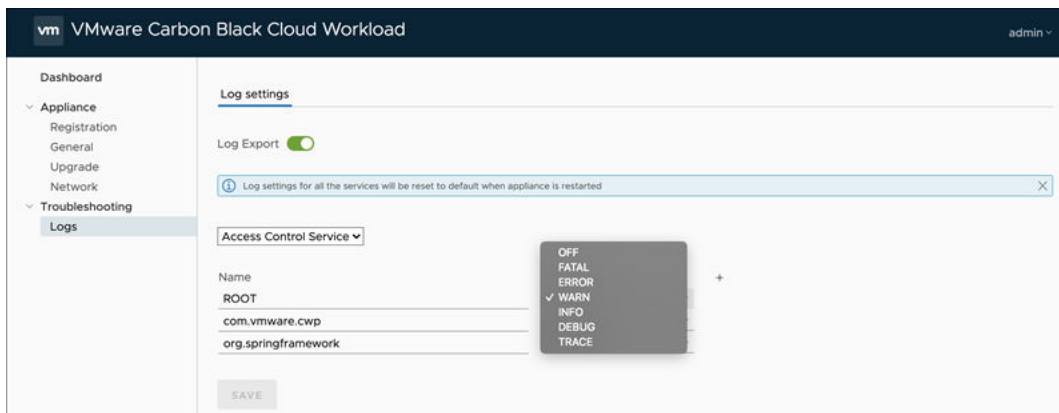 vm VMware Carbon Black Cloud Workload
admin
Dashboard
Appliance
Registration
General
Upgrade
Network
Troubleshooting
Logs
Log settings
Log Export
Log settings for all the services will be reset to default when appliance is restarted
Access Control Service
Name
ROOT
com.vmware.cwp
org.springframework
OFF
FATAL
ERROR
✓ WARN
INFO
DEBUG
TRACE
+
SAVE